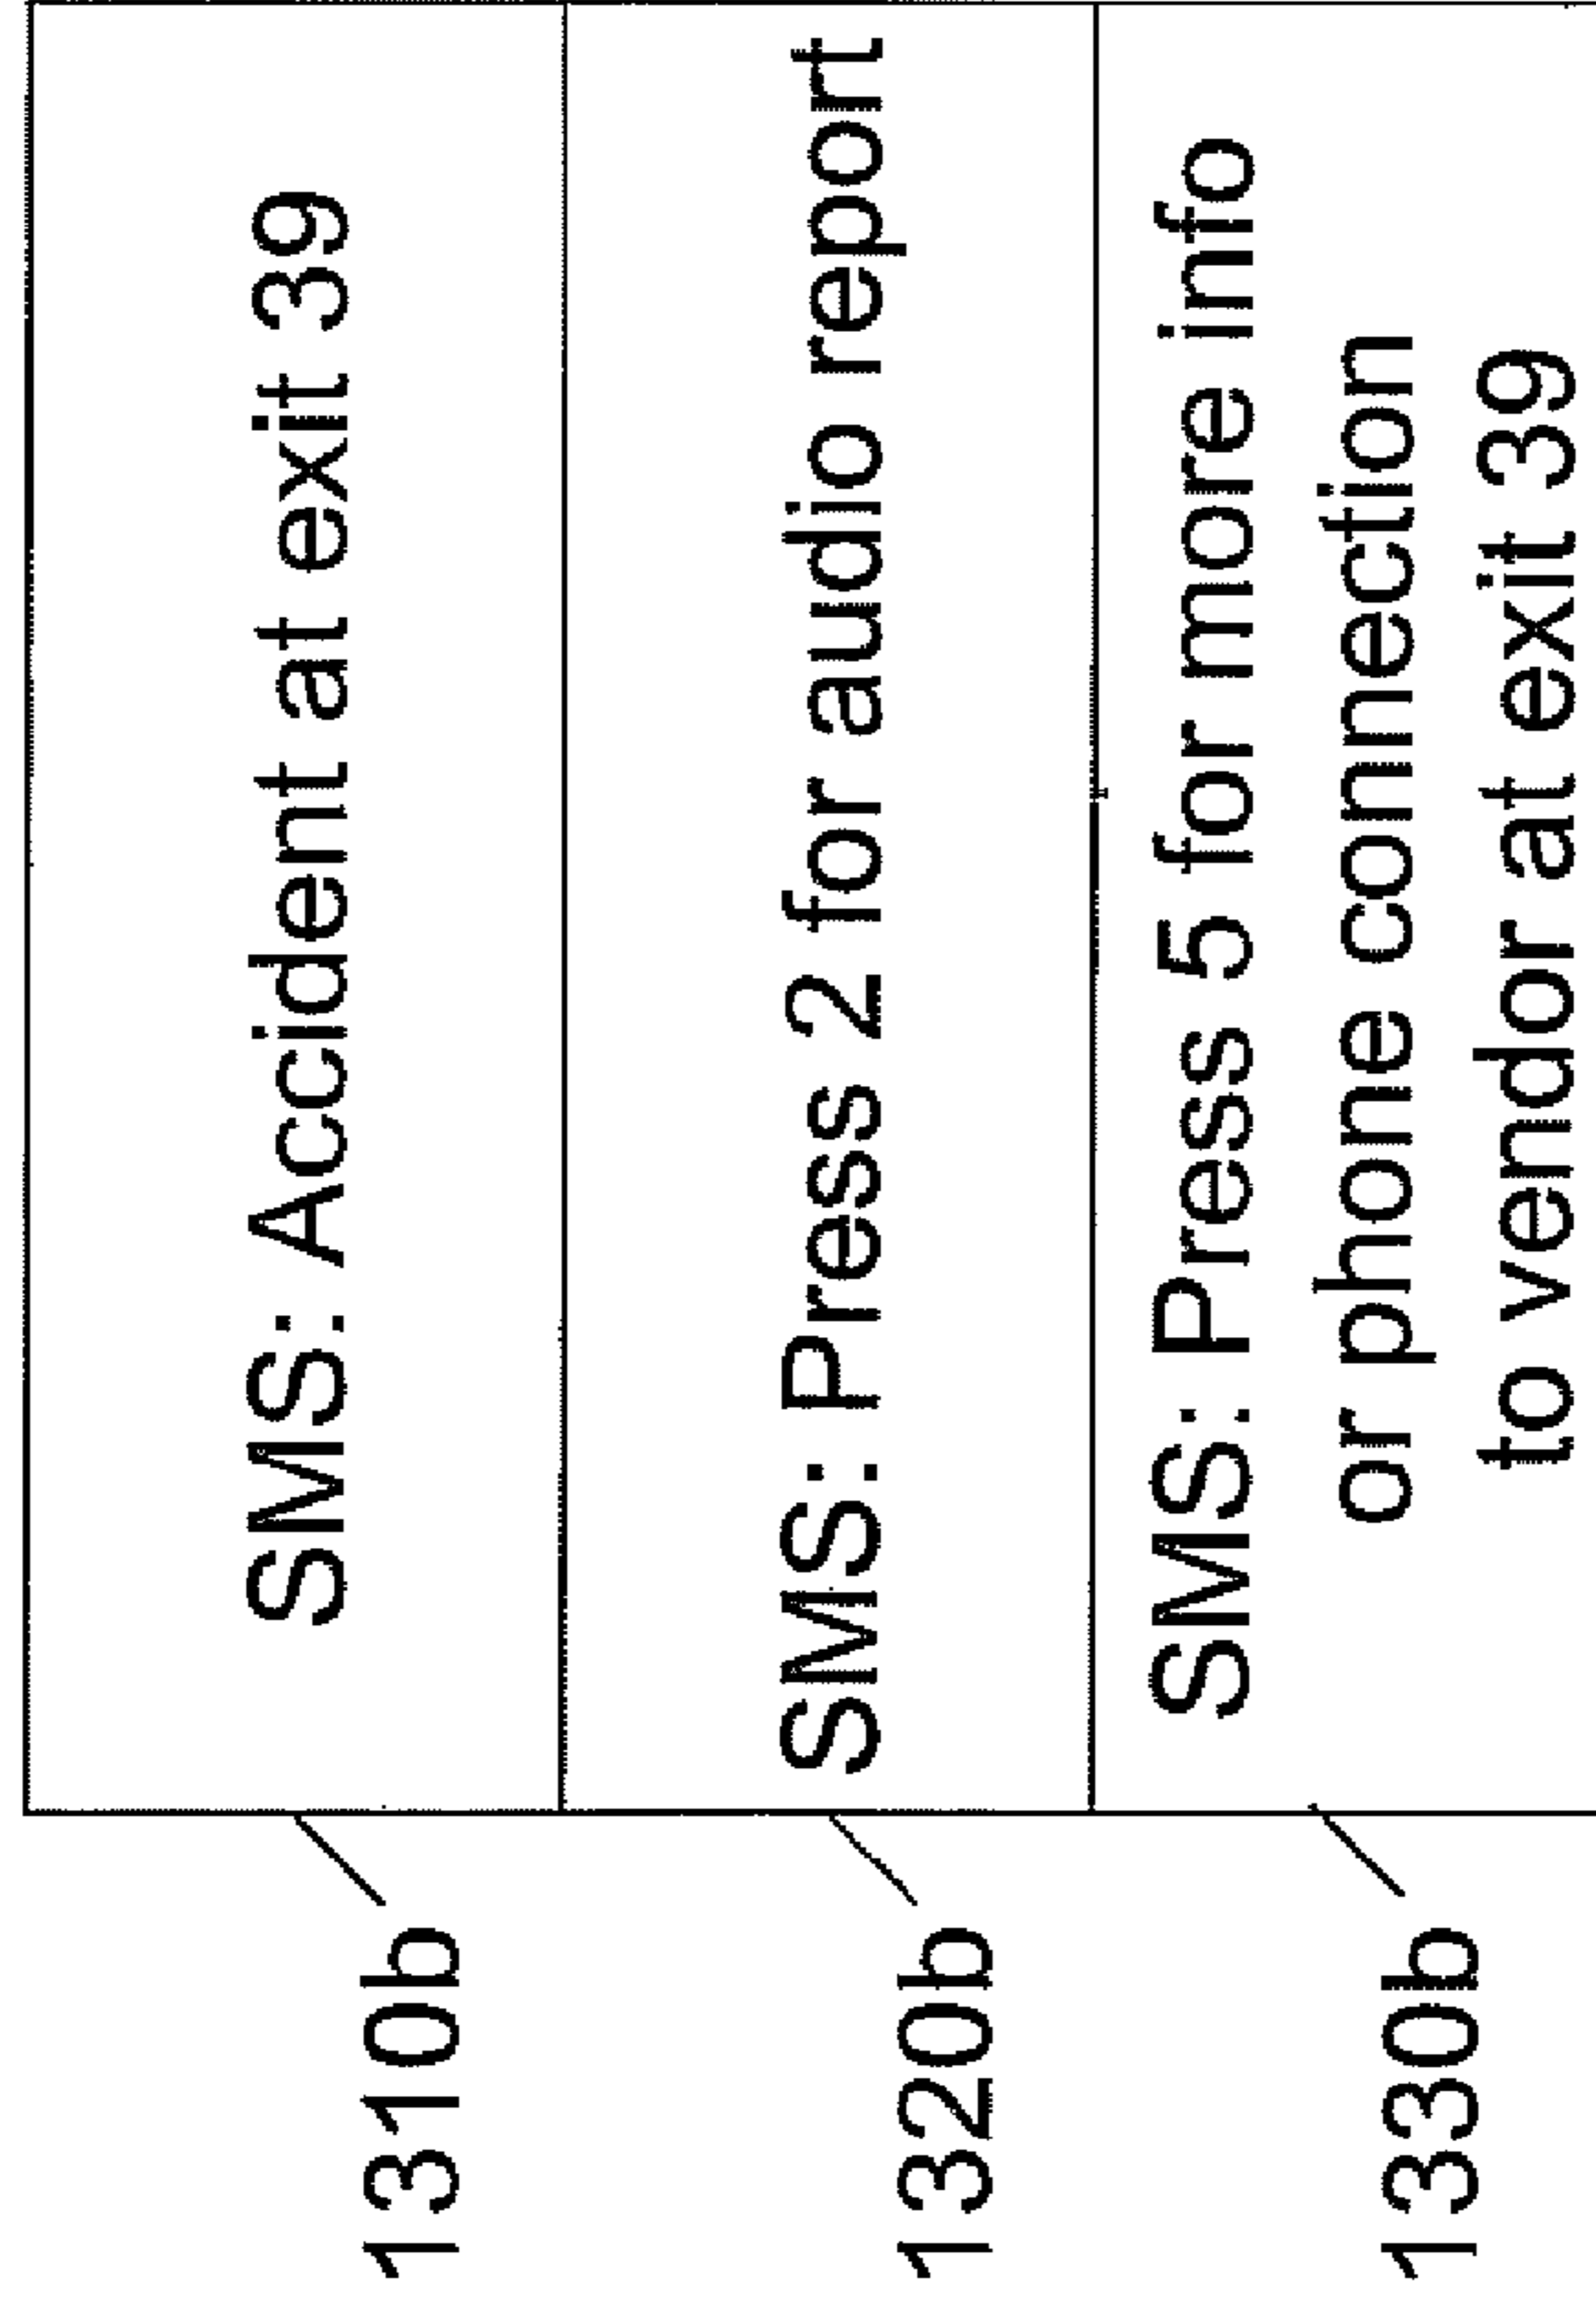 1310b
SMS: Accident at exit 39
1320b
SMS: Press 2 for audio report
1330b
SMS: Press 5 for more info
or phone connection
to vendor at exit 39